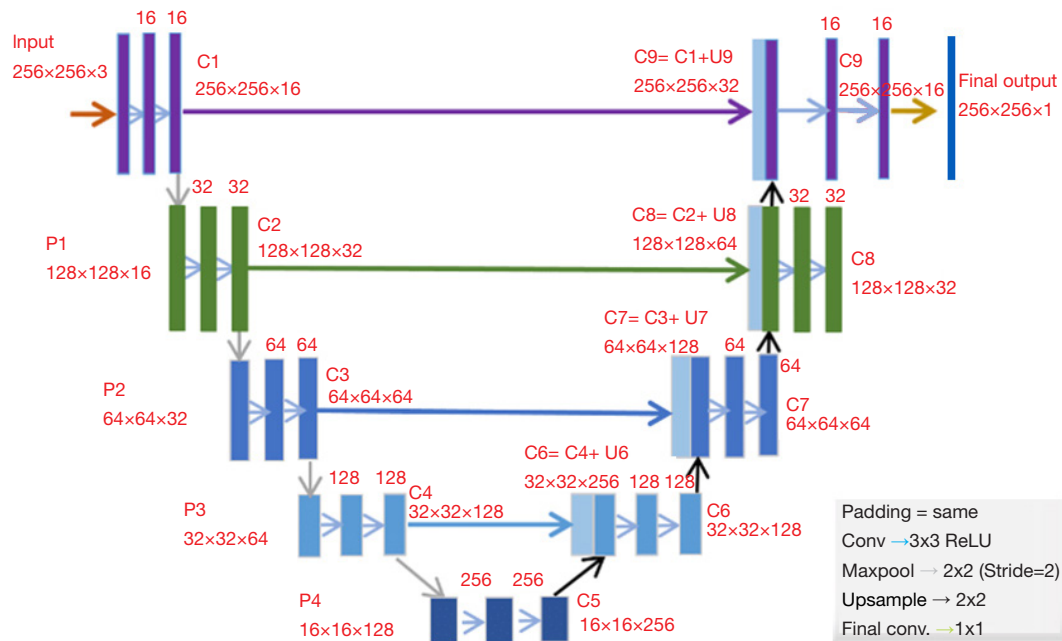 16 16
Input
256×256×3
C1
256×256×16
C9= C1+U9
256×256×32
16 16
C9
256×256×16
Final output
256×256×1
32 32
P1
128×128×16
C2
128×128×32
C8= C2+ U8
128×128×64
32 32
C8
128×128×32
64 64
P2
64×64×32
C3
64×64×64
C7= C3+ U7
64×64×128
64
64
C7
64×64×64
128 128
P3
32×32×64
C4
32×32×128
C6= C4+ U6
32×32×256
128 128
C6
32×32×128
256 256
P4
16×16×128
C5
16×16×256
Padding = same
Conv →3x3 ReLU
Maxpool → 2x2 (Stride=2)
Upsample → 2x2
Final conv. →1x1